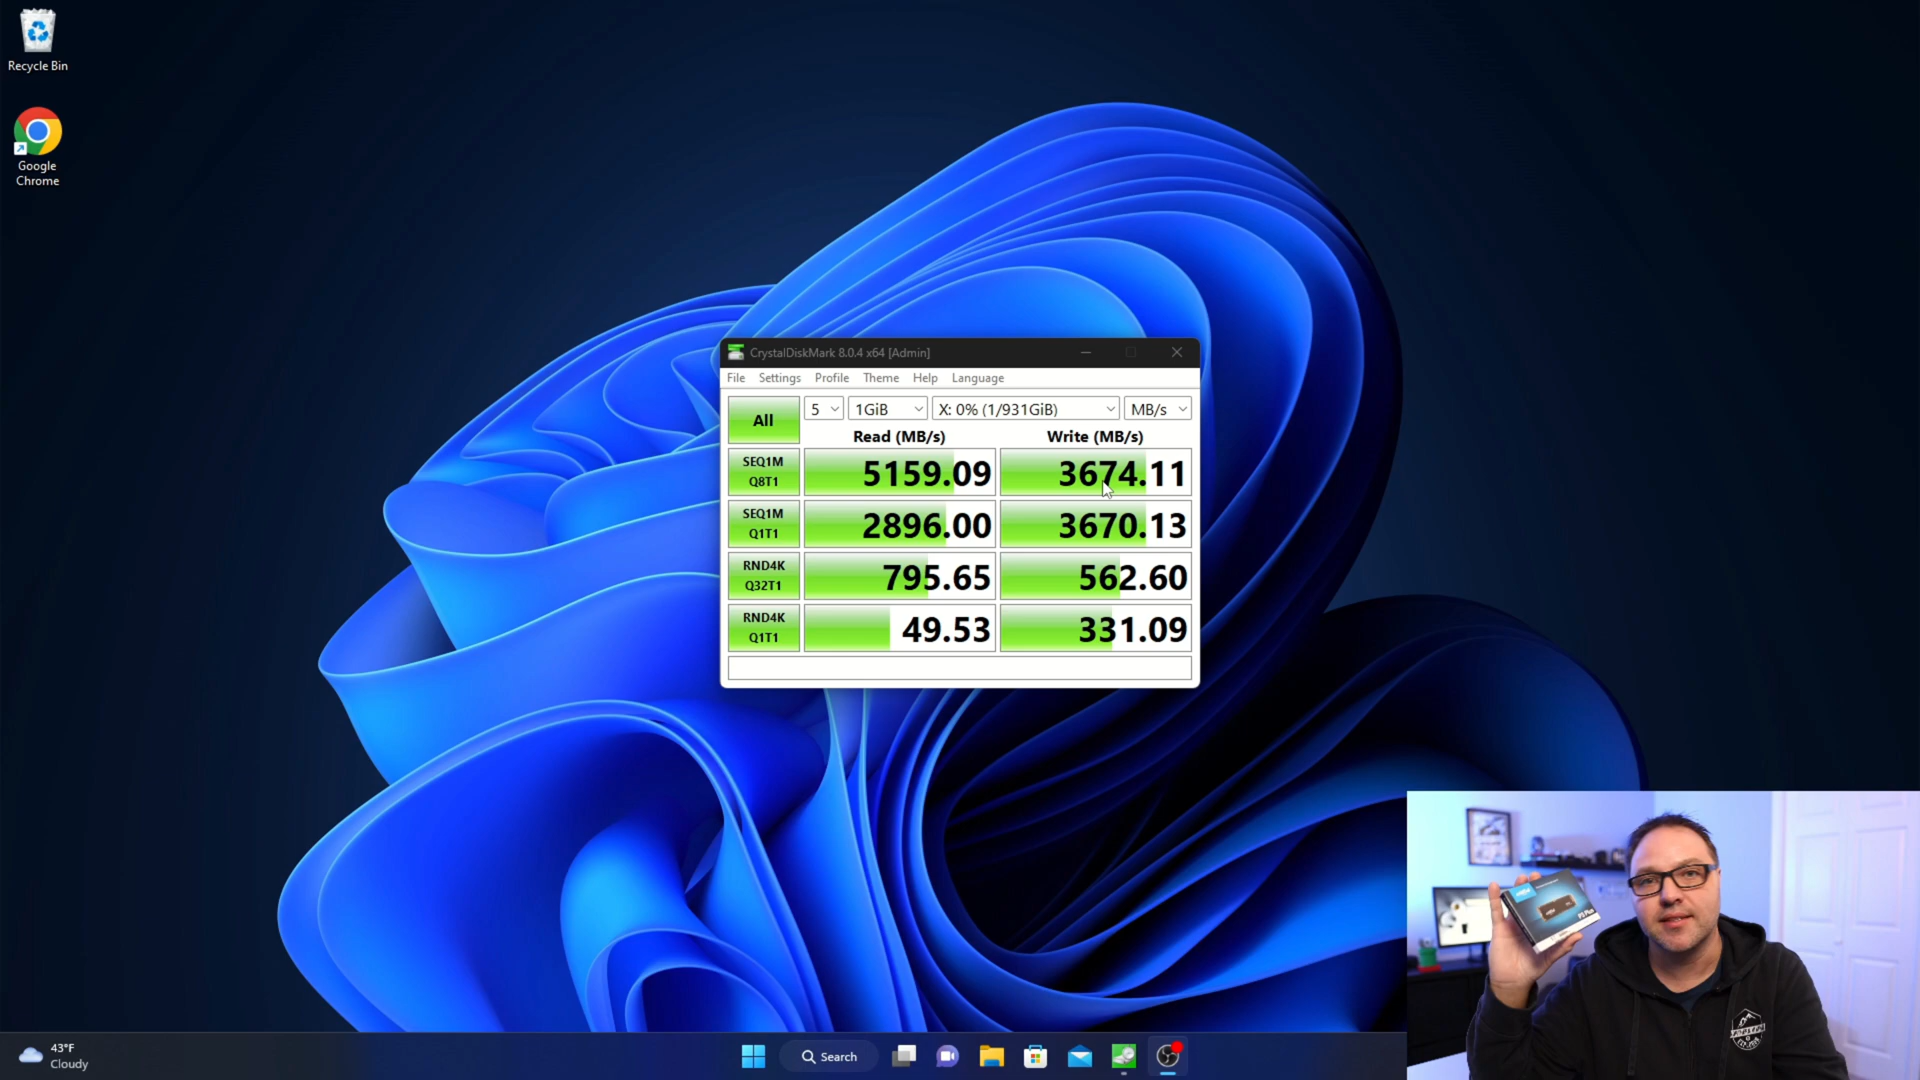 Recycle Bin
Google
Chrome
CrystalDiskMark 8.0.4 x64 [Admin]
File Settings Profile Theme Help Language
All 5 1GiB X: 0% (1/931GiB) MB/s
Read (MB/s) Write (MB/s)
SEQ1M
Q8T1
5159.09 3674.11
SEQ1M
Q1T1
2896.00 3670.13
RND4K
Q32T1
795.65 562.60
RND4K
Q1T1
49.53 331.09
P5 Plus
43°F
Cloudy
Search